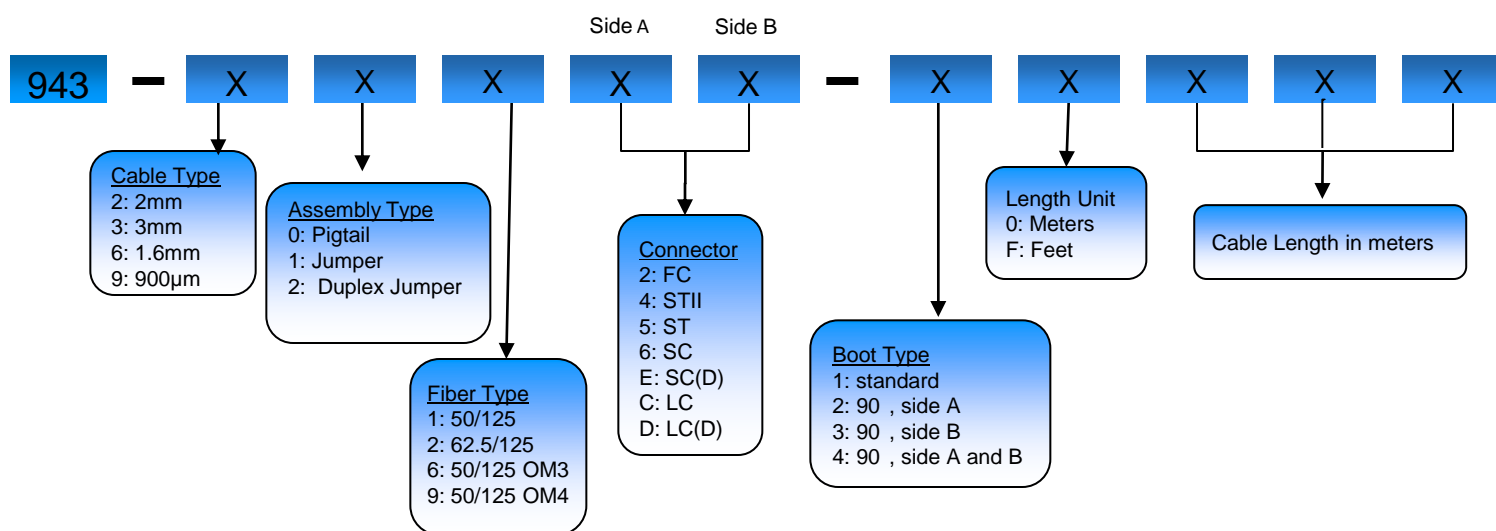 Side A
Side B
943 – X X X X X – X X X X X
Cable Type
2: 2mm
3: 3mm
6: 1.6mm
9: 900µm
Assembly Type
0: Pigtail
1: Jumper
2: Duplex Jumper
Fiber Type
1: 50/125
2: 62.5/125
6: 50/125 OM3
9: 50/125 OM4
Connector
2: FC
4: STII
5: ST
6: SC
E: SC(D)
C: LC
D: LC(D)
Boot Type
1: standard
2: 90 , side A
3: 90 , side B
4: 90 , side A and B
Length Unit
0: Meters
F: Feet
Cable Length in meters